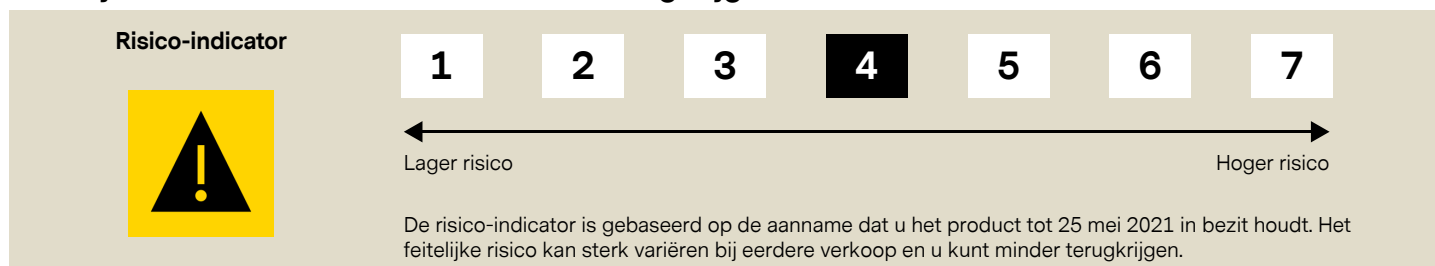 Risico-indicator
1 2 3 4 5 6 7
Lager risico Hoger risico
De risico-indicator is gebaseerd op de aanname dat u het product tot 25 mei 2021 in bezit houdt. Het
feitelijke risico kan sterk variëren bij eerdere verkoop en u kunt minder terugkrijgen.